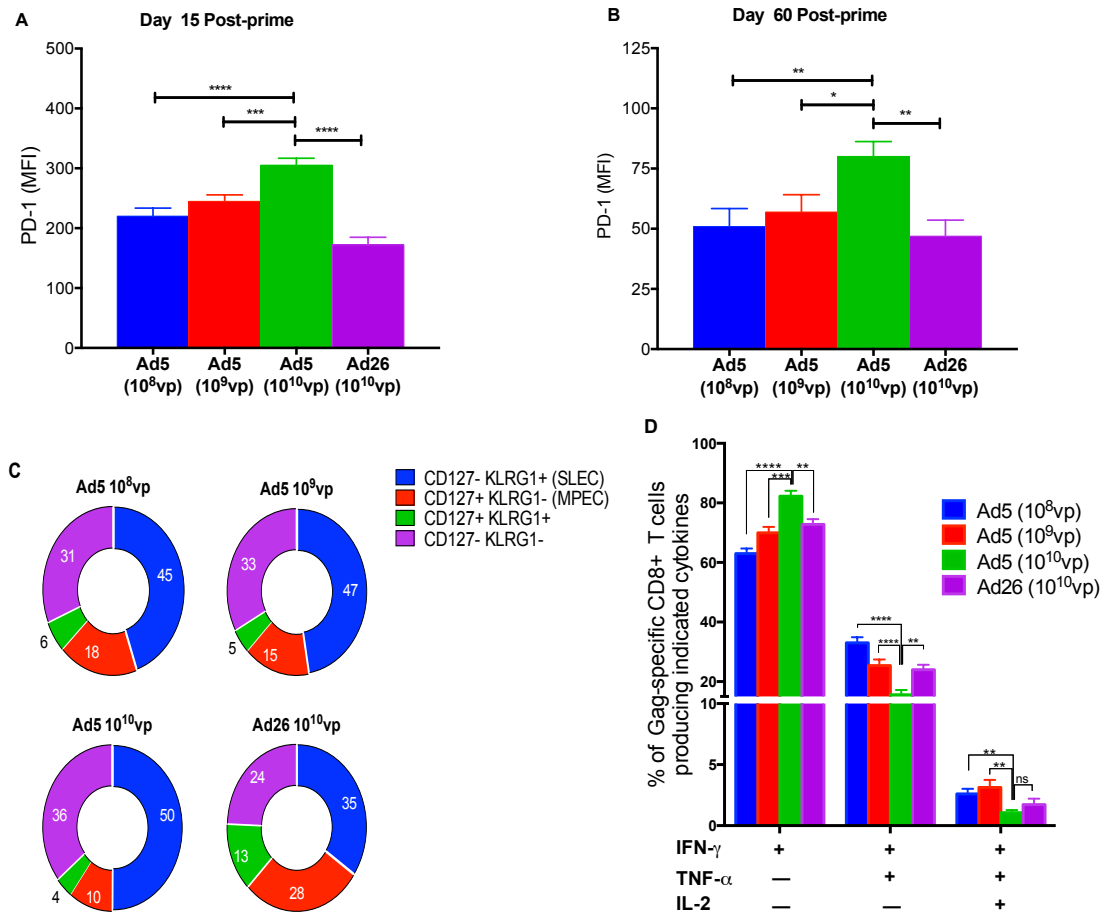 A
Day 15 Post-prime
500
400
300
200
100
0
PD-1 (MFI)
****
***
****
Ad5 Ad5 Ad5 Ad26
(10⁸vp) (10⁹vp) (10¹⁰vp) (10¹⁰vp)
B
Day 60 Post-prime
125
100
75
50
25
0
PD-1 (MFI)
**
*
**
Ad5 Ad5 Ad5 Ad26
(10⁸vp) (10⁹vp) (10¹⁰vp) (10¹⁰vp)
C
Ad5 10⁸vp
31
45
6
18
Ad5 10⁹vp
33
47
5
15
CD127- KLRG1+ (SLEC)
CD127+ KLRG1- (MPEC)
CD127+ KLRG1+
CD127- KLRG1-
Ad5 10¹⁰vp
36
50
4
10
Ad26 10¹⁰vp
24
35
13
28
D
% of Gag-specific CD8+ T cells
producing indicated cytokines
100
80
60
40
20
10
5
0
**** **
***
****
**** **
**
** ns
Ad5 (10⁸vp)
Ad5 (10⁹vp)
Ad5 (10¹⁰vp)
Ad26 (10¹⁰vp)
IFN-γ + + +
TNF-α — + +
IL-2 — — +